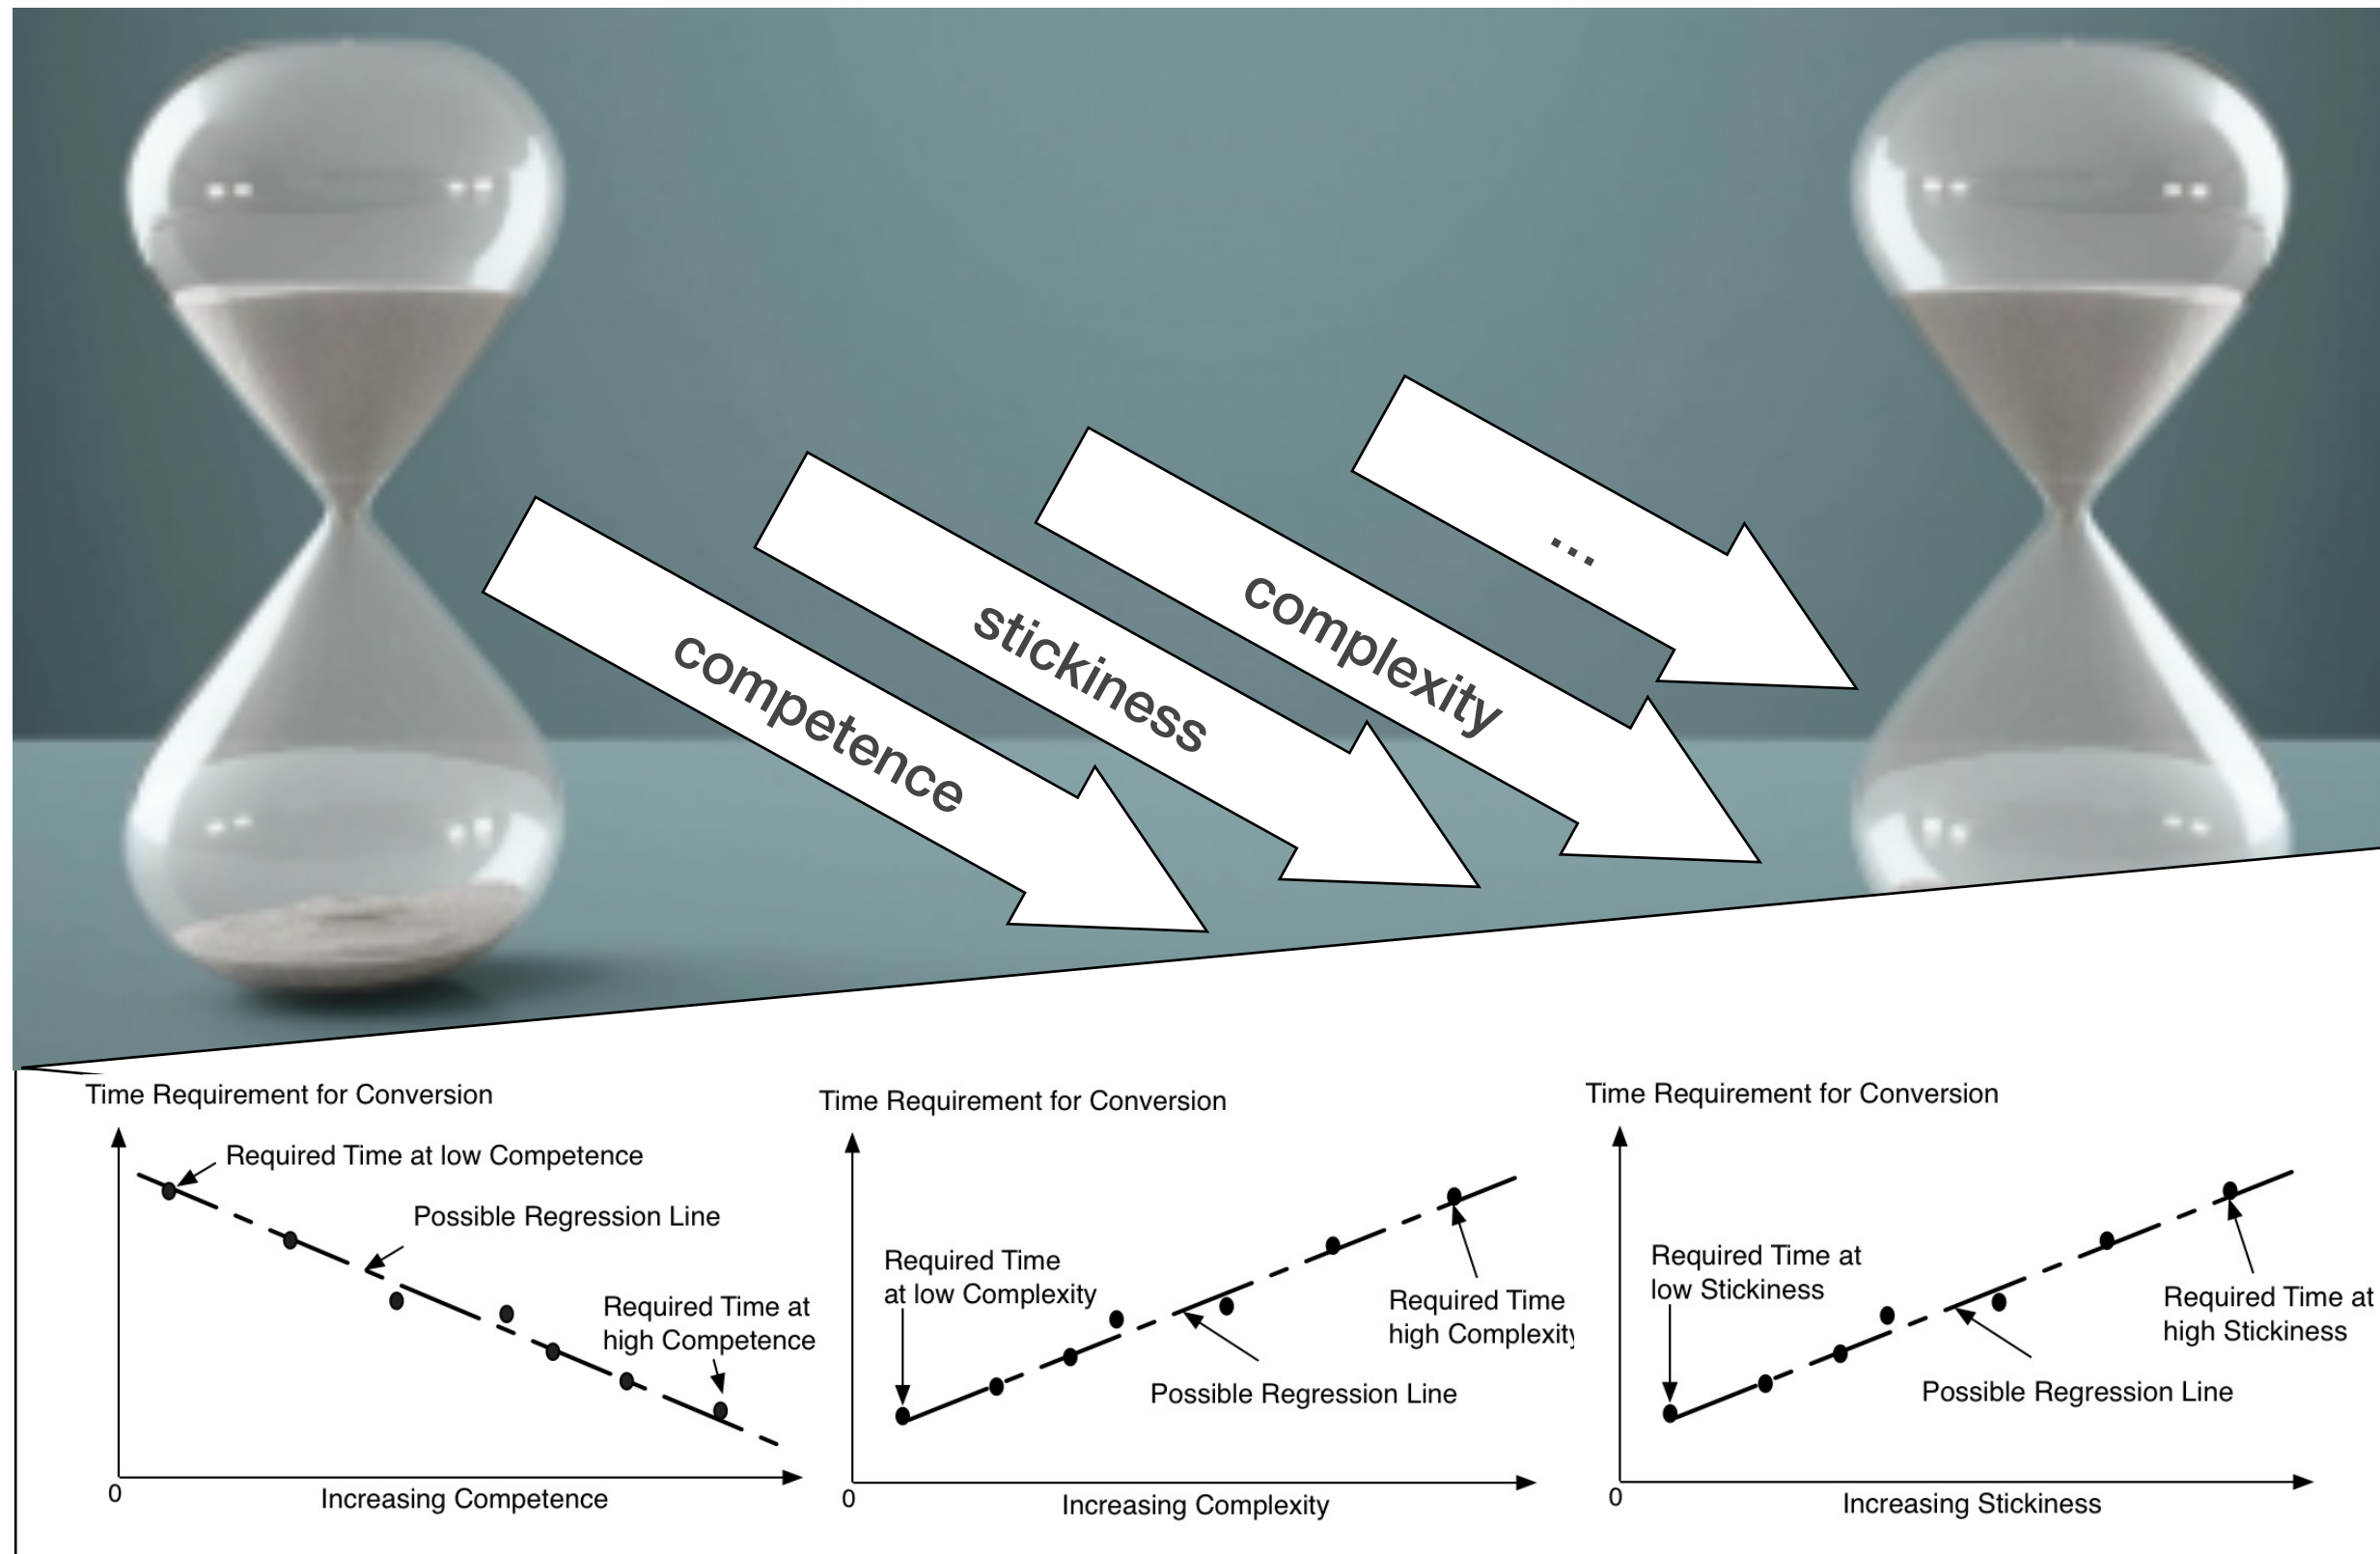 competence
stickiness
complexity
...
Time Requirement for Conversion
Required Time at low Competence
Possible Regression Line
Required Time at
high Competence
0
Increasing Competence
Time Requirement for Conversion
Required Time
at low Complexity
Required Time
high Complexity
Possible Regression Line
0
Increasing Complexity
Time Requirement for Conversion
Required Time at
low Stickiness
Required Time at
high Stickiness
Possible Regression Line
0
Increasing Stickiness